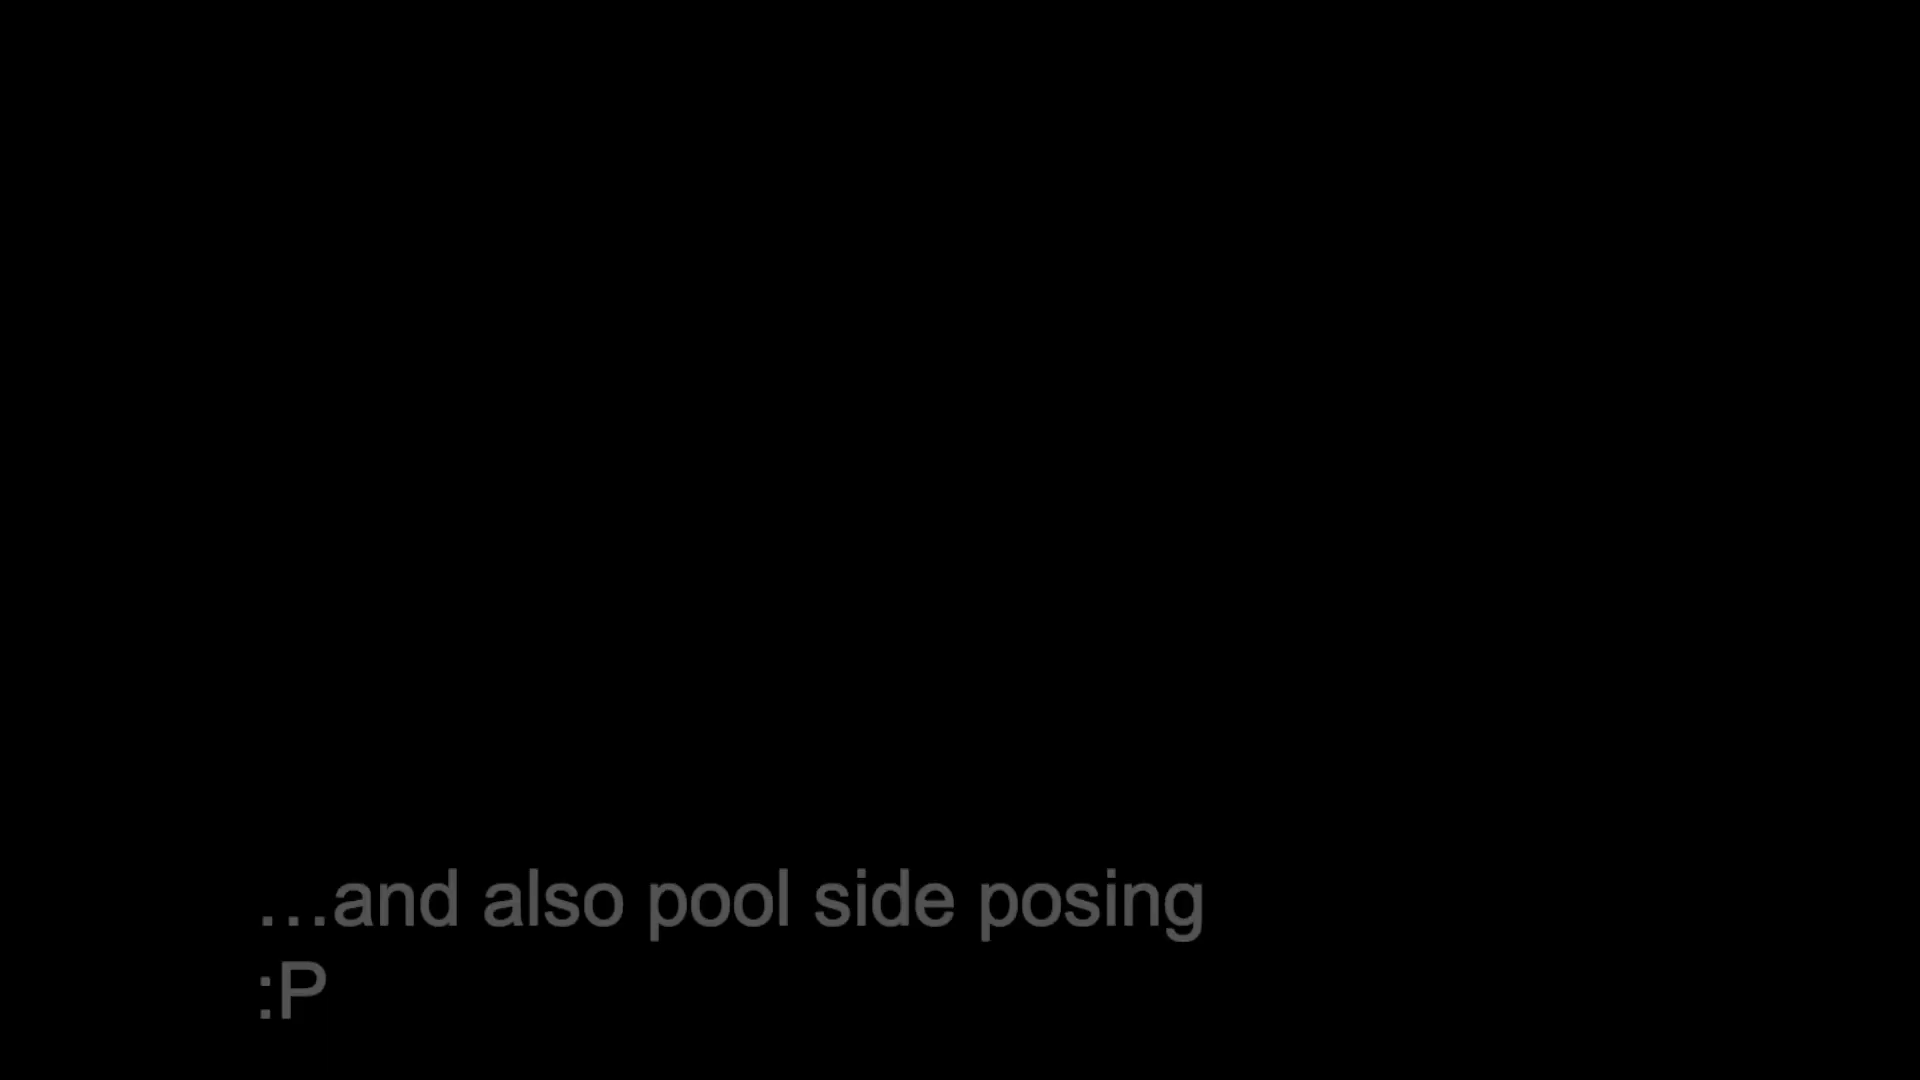 ...and also pool side posing
:P